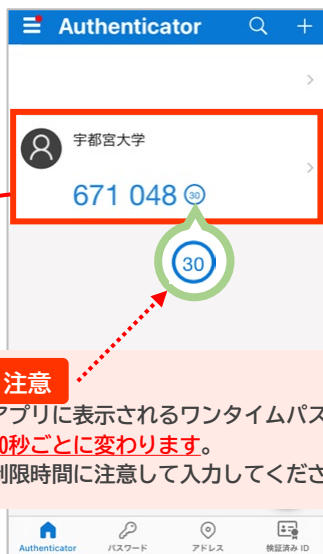 Authenticator
宇都宮大学
671 048 30
30
注意
アプリに表示されるワンタイムパス
0秒ごとに変わります。
制限時間に注意して入力してくださ
Authenticator パスワード アドレス 検証済み ID